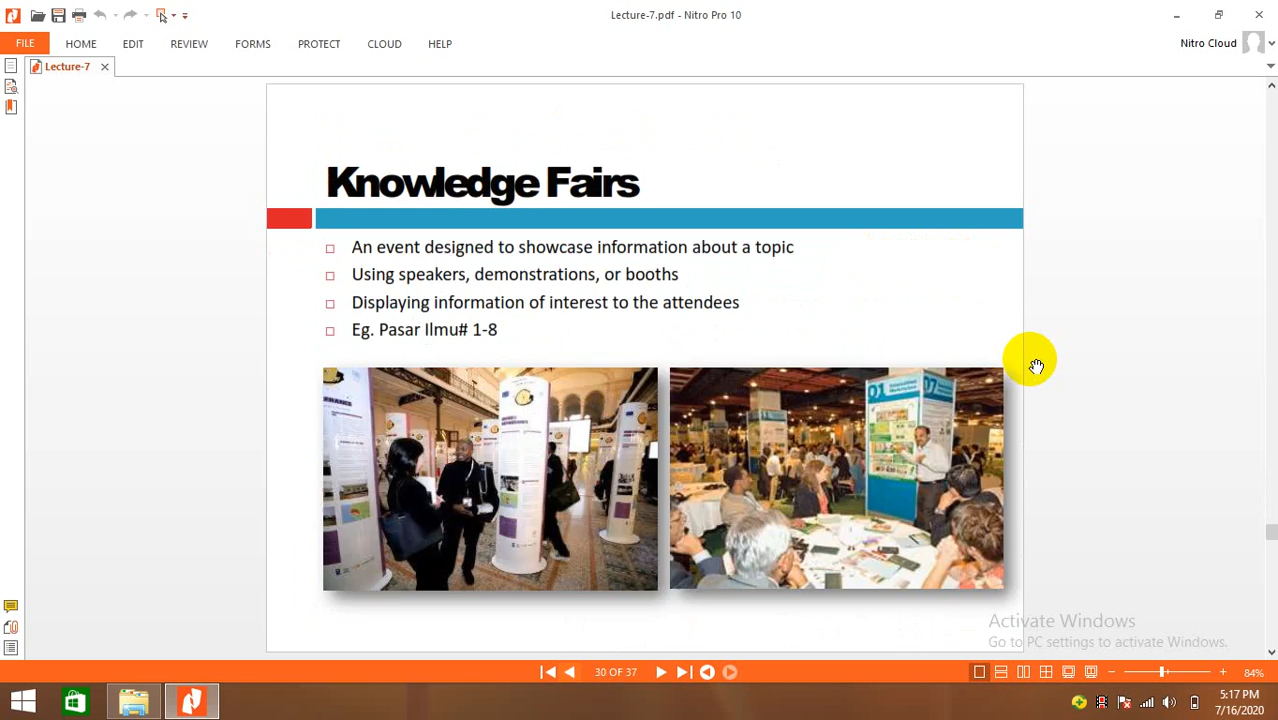 Lecture-7.pdf - Nitro Pro 10
FILE HOME EDIT REVIEW FORMS PROTECT CLOUD HELP
Nitro Cloud
Lecture-7
Knowledge Fairs
An event designed to showcase information about a topic
Using speakers, demonstrations, or booths
Displaying information of interest to the attendees
Eg. Pasar Ilmu# 1-8
01
07
Activate Windows
Go to PC settings to activate Windows.
30 OF 37
84%
5:17 PM
7/16/2020